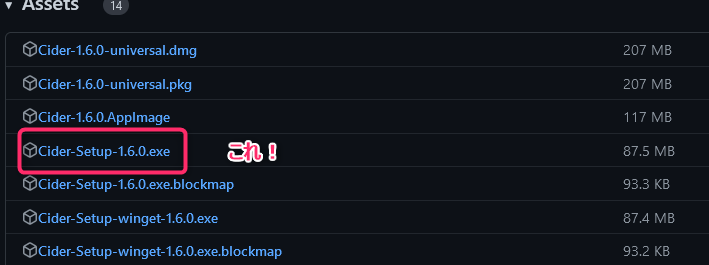 Assets 14
Cider-1.6.0-universal.dmg 207 MB
Cider-1.6.0-universal.pkg 207 MB
Cider-1.6.0.AppImage 117 MB
Cider-Setup-1.6.0.exe これ！ 87.5 MB
Cider-Setup-1.6.0.exe.blockmap 93.3 KB
Cider-Setup-winget-1.6.0.exe 87.4 MB
Cider-Setup-winget-1.6.0.exe.blockmap 93.2 KB